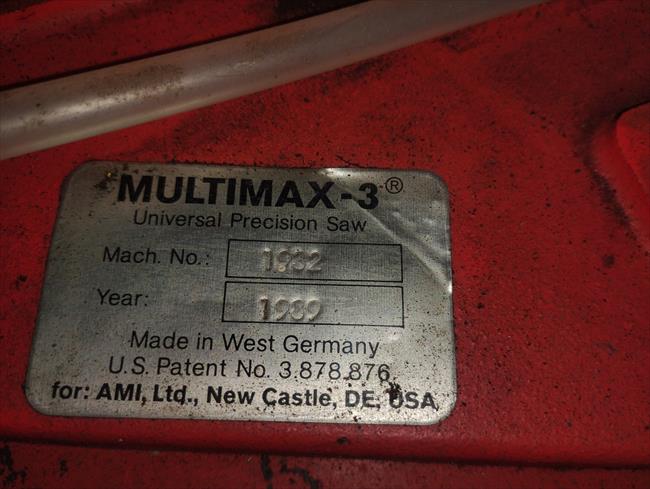 MULTIMAX-3®
Universal Precision Saw
Mach. No.: 1932
Year: 1989
Made in West Germany
U.S. Patent No. 3.878.876
for: AMI, Ltd., New Castle, DE, USA